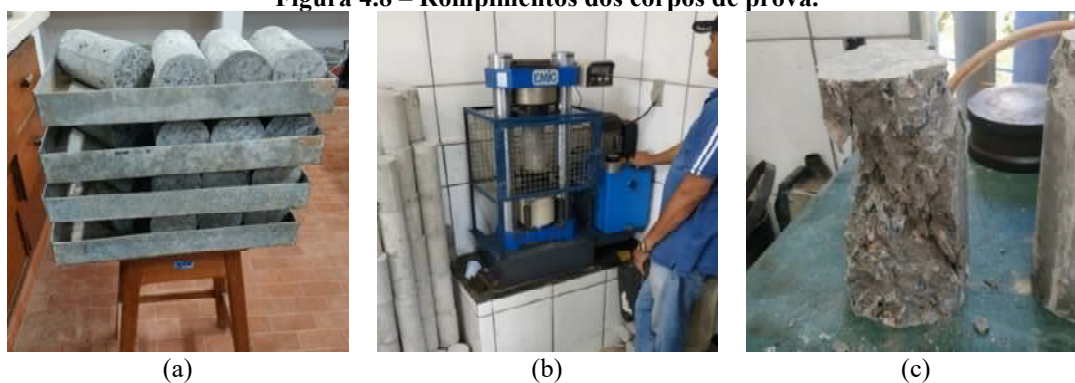 Figura 4.8 – Rompimentos dos corpos de prova.
EMIC
(a)
(b)
(c)